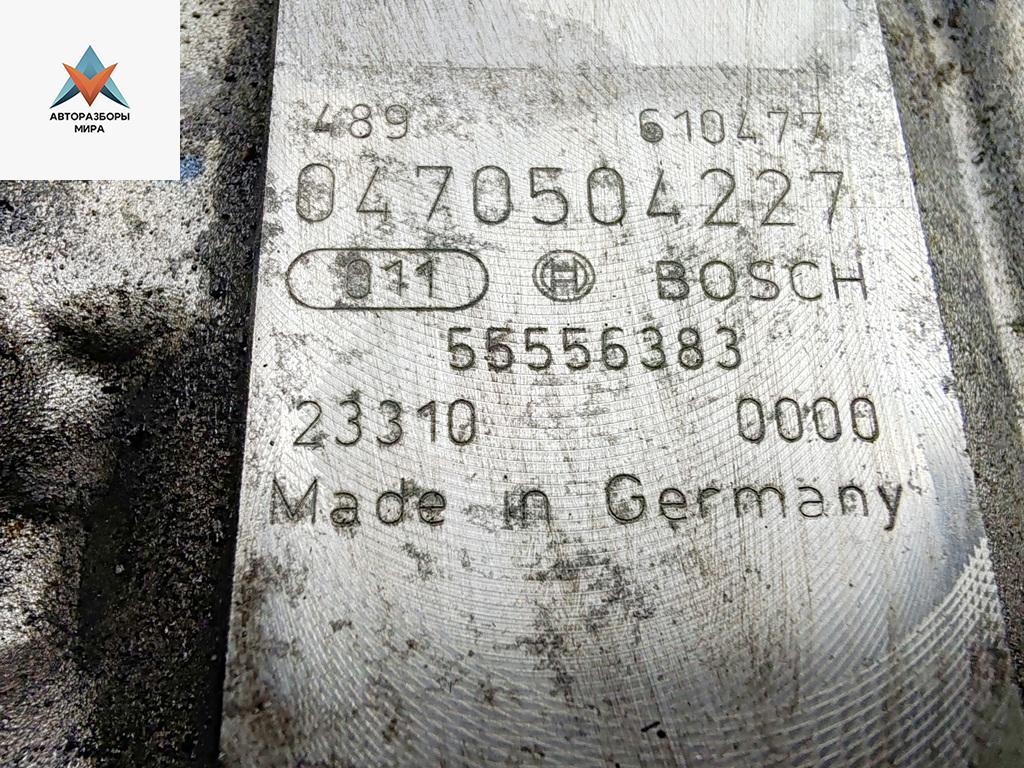 АВТОРАЗБОРЫ
МИРА
489 610477
0470504227
011 BOSCH
55556383
23310 0000
Made in Germany